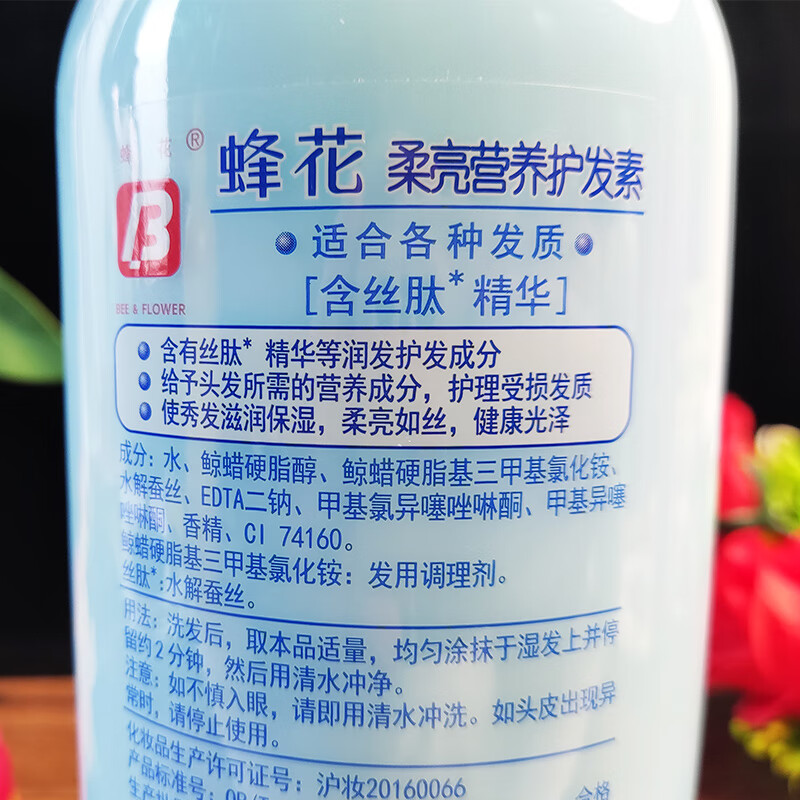 蜂花®
蜂花 柔亮营养护发素
B
BEE & FLOWER
适合各种发质
[含丝肽*精华]
含有丝肽* 精华等润发护发成分
给予头发所需的营养成分，护理受损发质
使秀发滋润保湿，柔亮如丝，健康光泽
成分：水、鲸蜡硬脂醇、鲸蜡硬脂基三甲基氯化铵、
水解蚕丝、EDTA二钠、甲基氯异噻唑啉酮、甲基异噻
唑啉酮、香精、CI 74160。
鲸蜡硬脂基三甲基氯化铵：发用调理剂。
丝肽*:水解蚕丝。
用法：洗发后，取本品适量，均匀涂抹于湿发上并停
留约2分钟，然后用清水冲净。
注意：如不慎入眼，请即用清水冲洗。如头皮出现异
常时，请停止使用。
化妆品生产许可证号：沪妆20160066
产品标准号：QB/T
生产批 合格